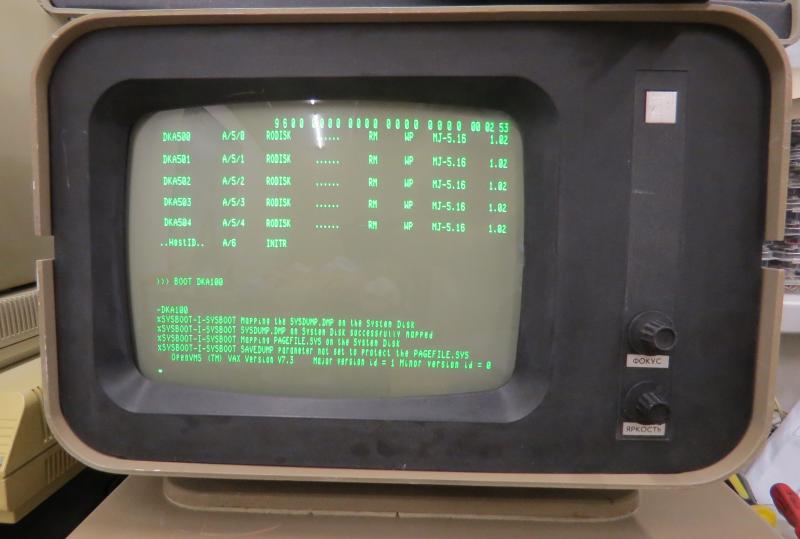 9600 0000 0000 0000 0000 00 02 53
DKA500 A/5/0 RODISK ...... RM WP MJ-5.16 1.02
DKA501 A/5/1 RODISK ...... RM WP MJ-5.16 1.02
DKA502 A/5/2 RODISK ...... RM WP MJ-5.16 1.02
DKA503 A/5/3 RODISK ...... RM WP MJ-5.16 1.02
DKA504 A/5/4 RODISK ...... RM WP MJ-5.16 1.02
..HostID.. A/6 INITR
>>> BOOT DKA100
-DKA100
%SYSBOOT-I-SYSBOOT Mapping the SYSDUMP.DMP on the System Disk
%SYSBOOT-I-SYSBOOT SYSDUMP.DMP on System Disk successfully mapped
%SYSBOOT-I-SYSBOOT Mapping PAGEFILE.SYS on the System Disk
%SYSBOOT-I-SYSBOOT SAVEDUMP parameter not set to protect the PAGEFILE.SYS
OpenVMS (TM) VAX Version V7.3 Major version id = 1 Minor version id = 0
ФОКУС
ЯРКОСТЬ